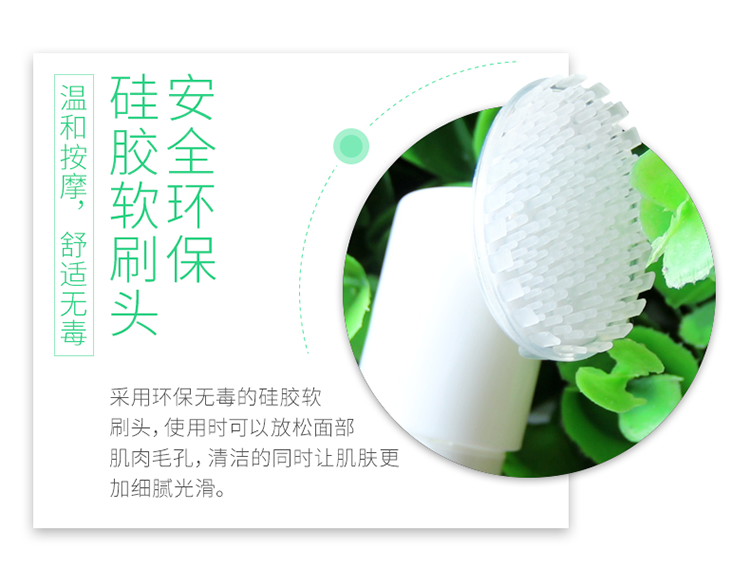 安全环保
硅胶软刷头
温和按摩，舒适无毒
采用环保无毒的硅胶软
刷头，使用时可以放松面部
肌肉毛孔，清洁的同时让肌肤更
加细腻光滑。